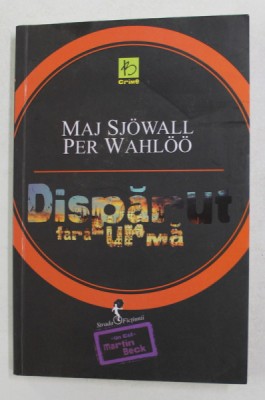 crime
MAJ SJÖWALL
PER WAHLÖÖ
Dispărut
fără urmă
Strada Ficțiunii
Martin Beck